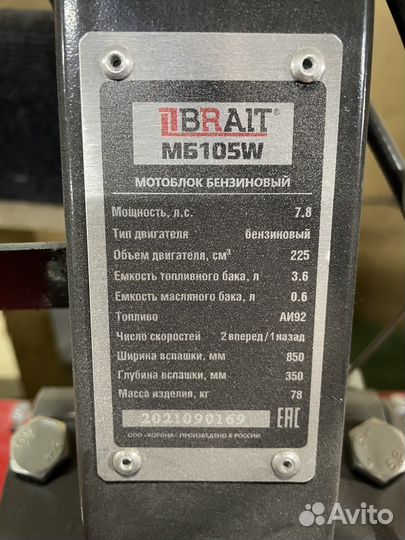 BRAIT®
МБ105W
МОТОБЛОК БЕНЗИНОВЫЙ
Мощность, л.с. 7.8
Тип двигателя бензиновый
Объем двигателя, см³ 225
Емкость топливного бака, л 3.6
Емкость масляного бака, л 0.6
Топливо АИ92
Число скоростей 2 вперед/1 назад
Ширина вспашки, мм 850
Глубина вспашки, мм 350
Масса изделия, кг 78
2021090169 EAC
ООО «КОРОНА» ПРОИЗВЕДЕНО В РОССИИ
Avito